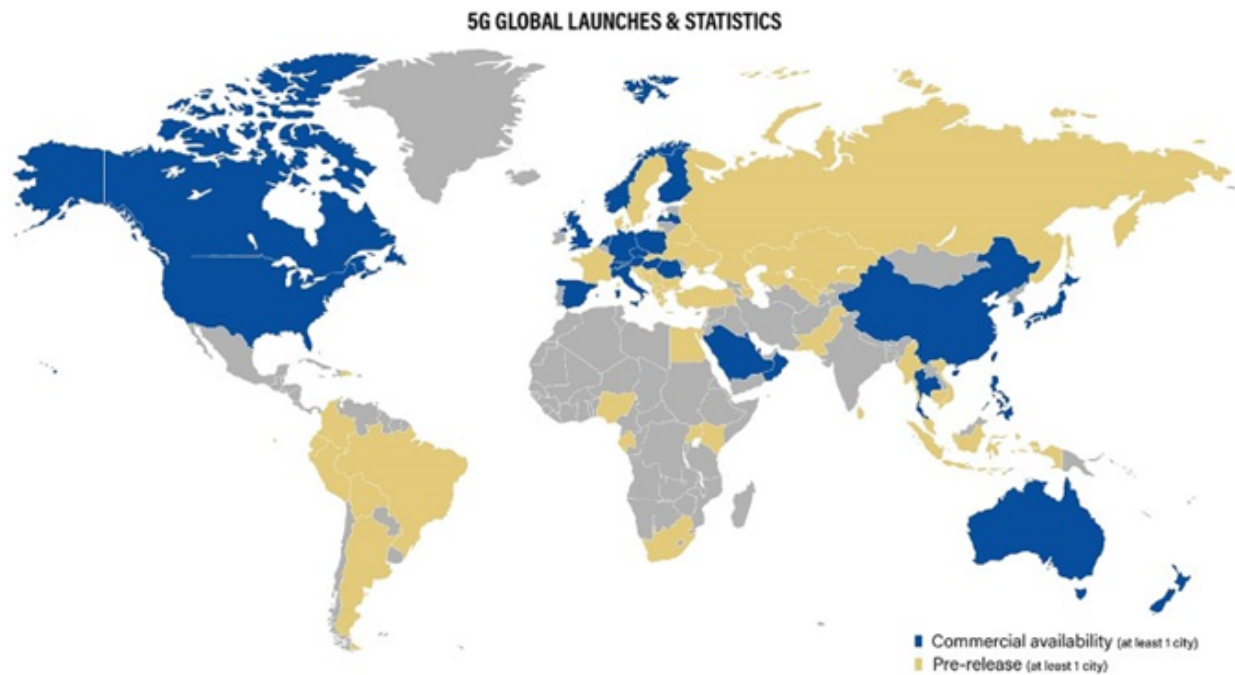 5G GLOBAL LAUNCHES & STATISTICS
Commercial availability (at least 1 city)
Pre-release (at least 1 city)